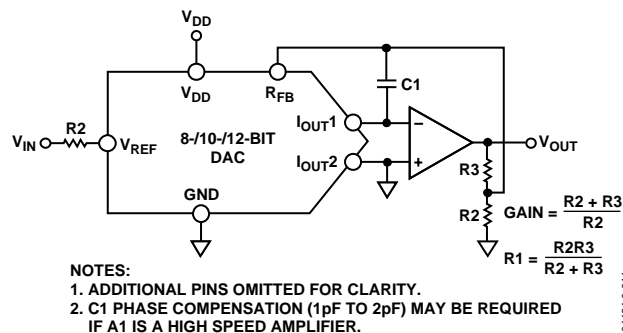 VDD
VDD
RFB
C1
VIN
R2
VREF
8-/10-/12-BIT
DAC
IOUT1
IOUT2
GND
VOUT
R3
R2
GAIN = R2 + R3
R2
R1 = R2R3
R2 + R3
NOTES:
1. ADDITIONAL PINS OMITTED FOR CLARITY.
2. C1 PHASE COMPENSATION (1pF TO 2pF) MAY BE REQUIRED
IF A1 IS A HIGH SPEED AMPLIFIER.